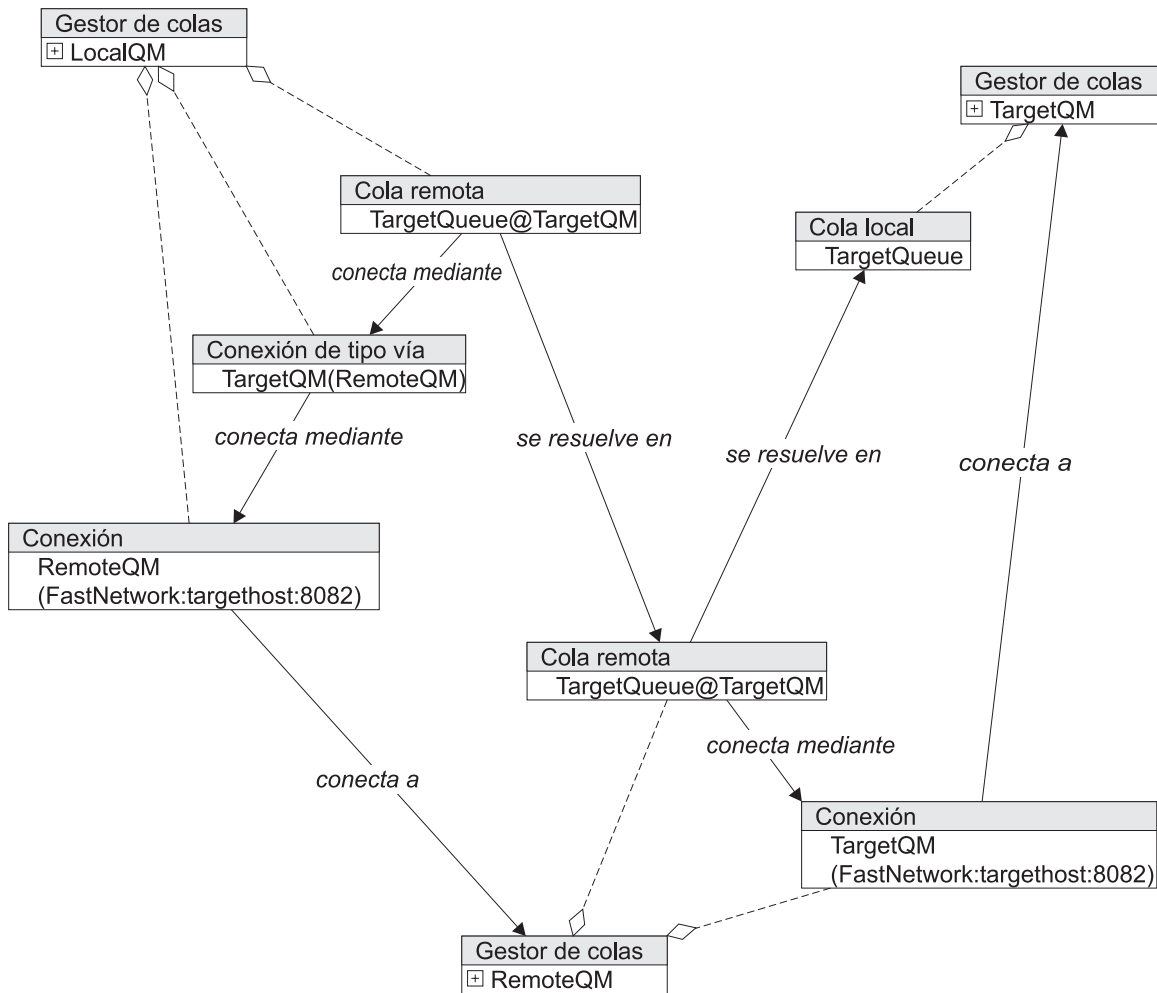 Gestor de colas
LocalQM
Gestor de colas
TargetQM
Cola remota
TargetQueue@TargetQM
Cola local
TargetQueue
conecta mediante
Conexión de tipo vía
TargetQM(RemoteQM)
conecta mediante
se resuelve en
se resuelve en
conecta a
Conexión
RemoteQM
(FastNetwork:targethost:8082)
Cola remota
TargetQueue@TargetQM
conecta mediante
conecta a
Conexión
TargetQM
(FastNetwork:targethost:8082)
Gestor de colas
RemoteQM